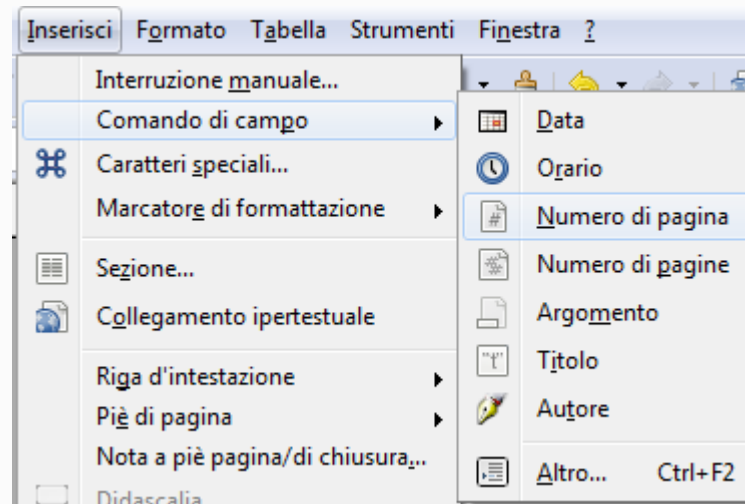 Inserisci Formato Tabella Strumenti Finestra ?
Interruzione manuale...
Comando di campo
Caratteri speciali...
Marcatore di formattazione
Sezione...
Collegamento ipertestuale
Riga d'intestazione
Piè di pagina
Nota a piè pagina/di chiusura...
Didascalia
Data
Orario
Numero di pagina
Numero di pagine
Argomento
Titolo
Autore
Altro... Ctrl+F2